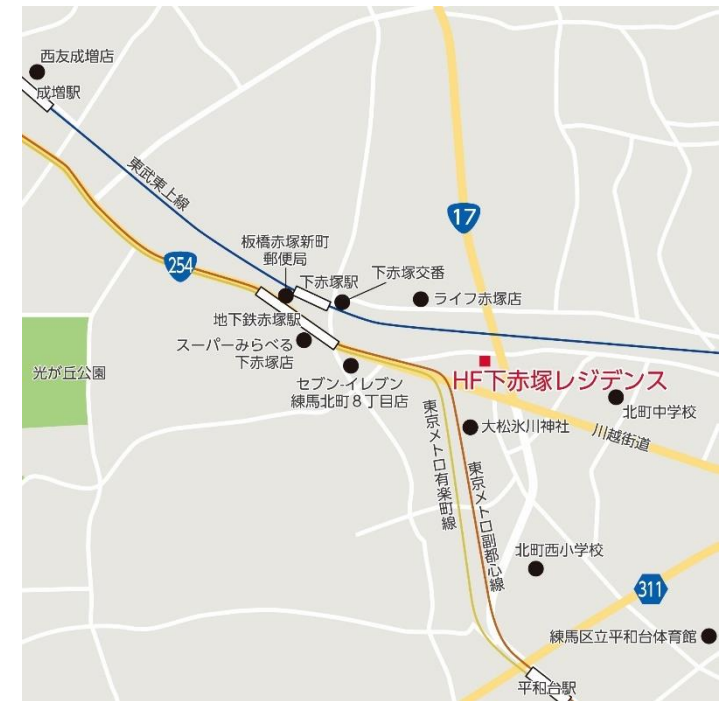 西友成増店
成増駅
東武東上線
17
板橋赤塚新町
郵便局
254
下赤塚駅
下赤塚交番
ライフ赤塚店
地下鉄赤塚駅
スーパーみらべる
下赤塚店
光が丘公園
セブン-イレブン
練馬北町8丁目店
HF下赤塚レジデンス
北町中学校
大松氷川神社
川越街道
東京メトロ有楽町線
東京メトロ副都心線
北町西小学校
311
練馬区立平和台体育館
平和台駅